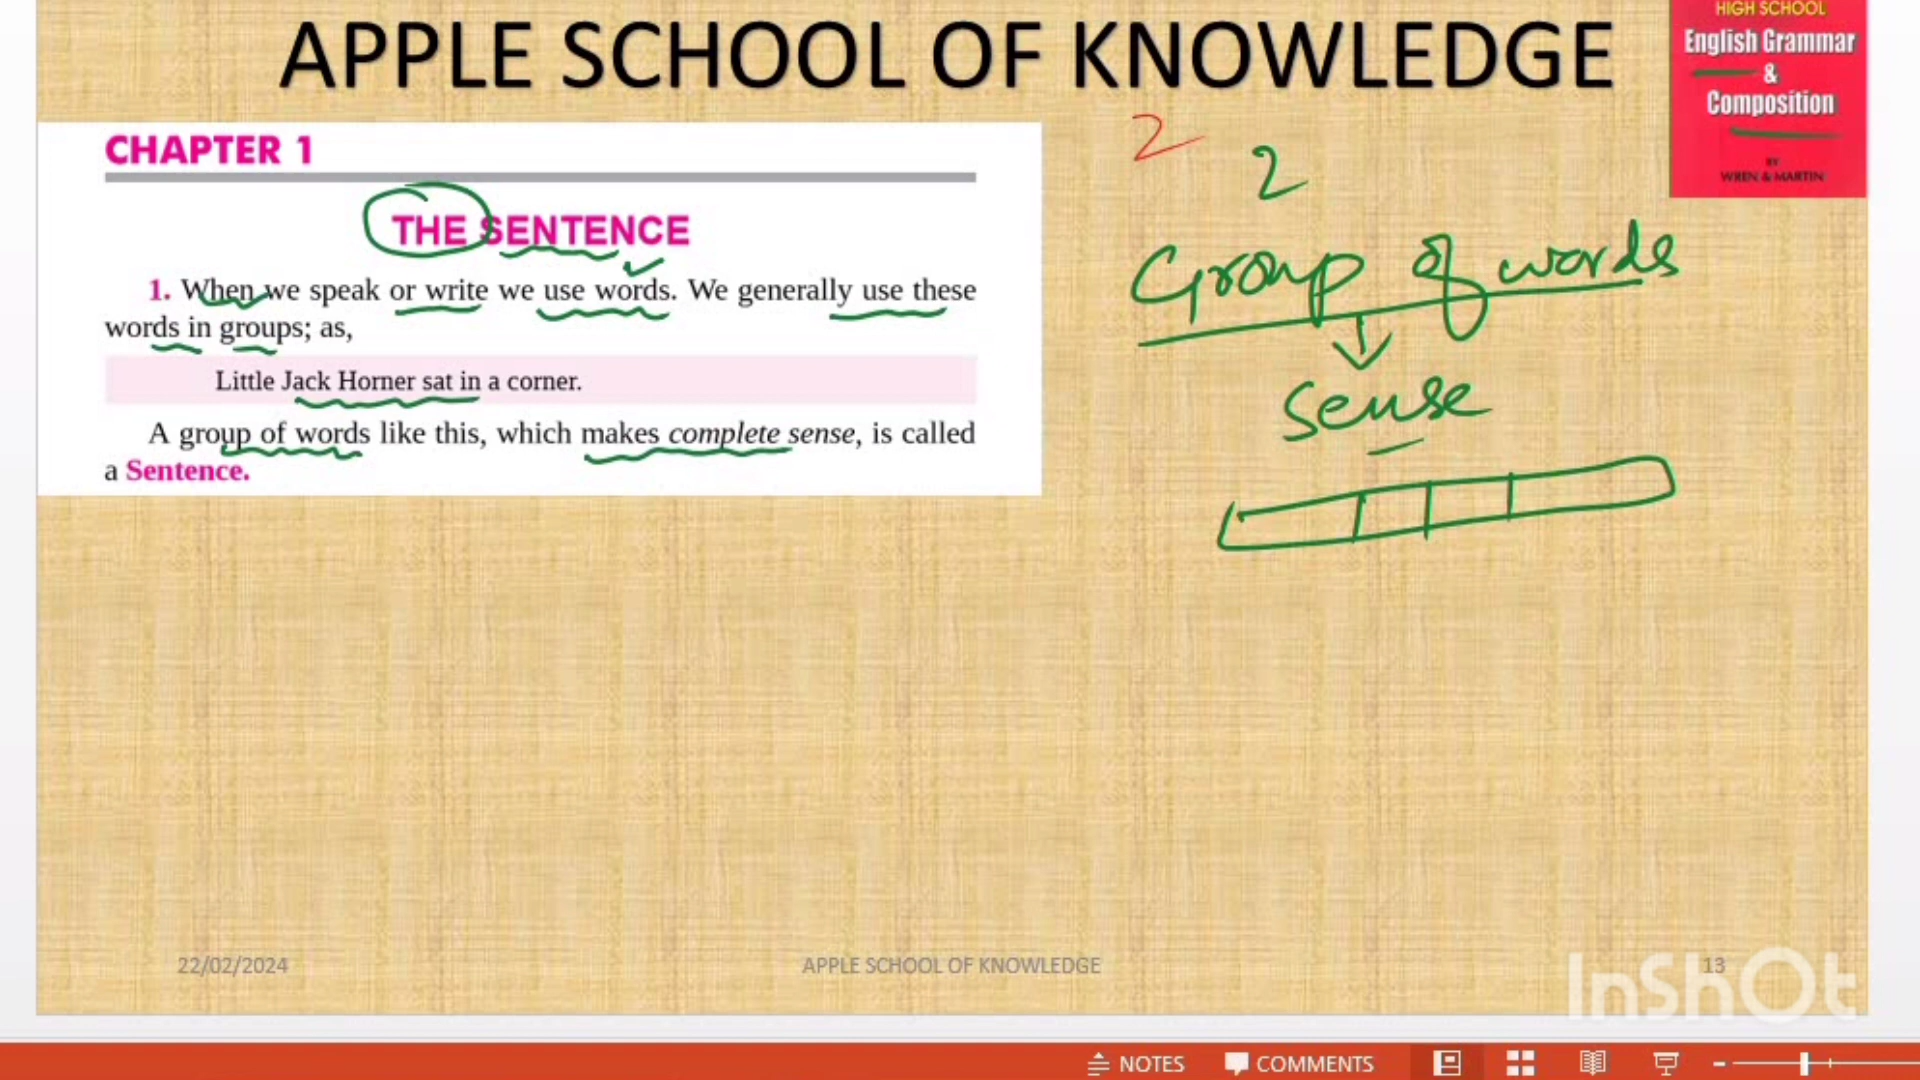 APPLE SCHOOL OF KNOWLEDGE
HIGH SCHOOL
English Grammar
&
Composition
BY
WREN & MARTIN
CHAPTER 1
THE SENTENCE
1. When we speak or write we use words. We generally use these
words in groups; as,
Little Jack Horner sat in a corner.
A group of words like this, which makes complete sense, is called
a Sentence.
2
2
Group of words
Sense
22/02/2024
APPLE SCHOOL OF KNOWLEDGE
13
InShOt
NOTES
COMMENTS